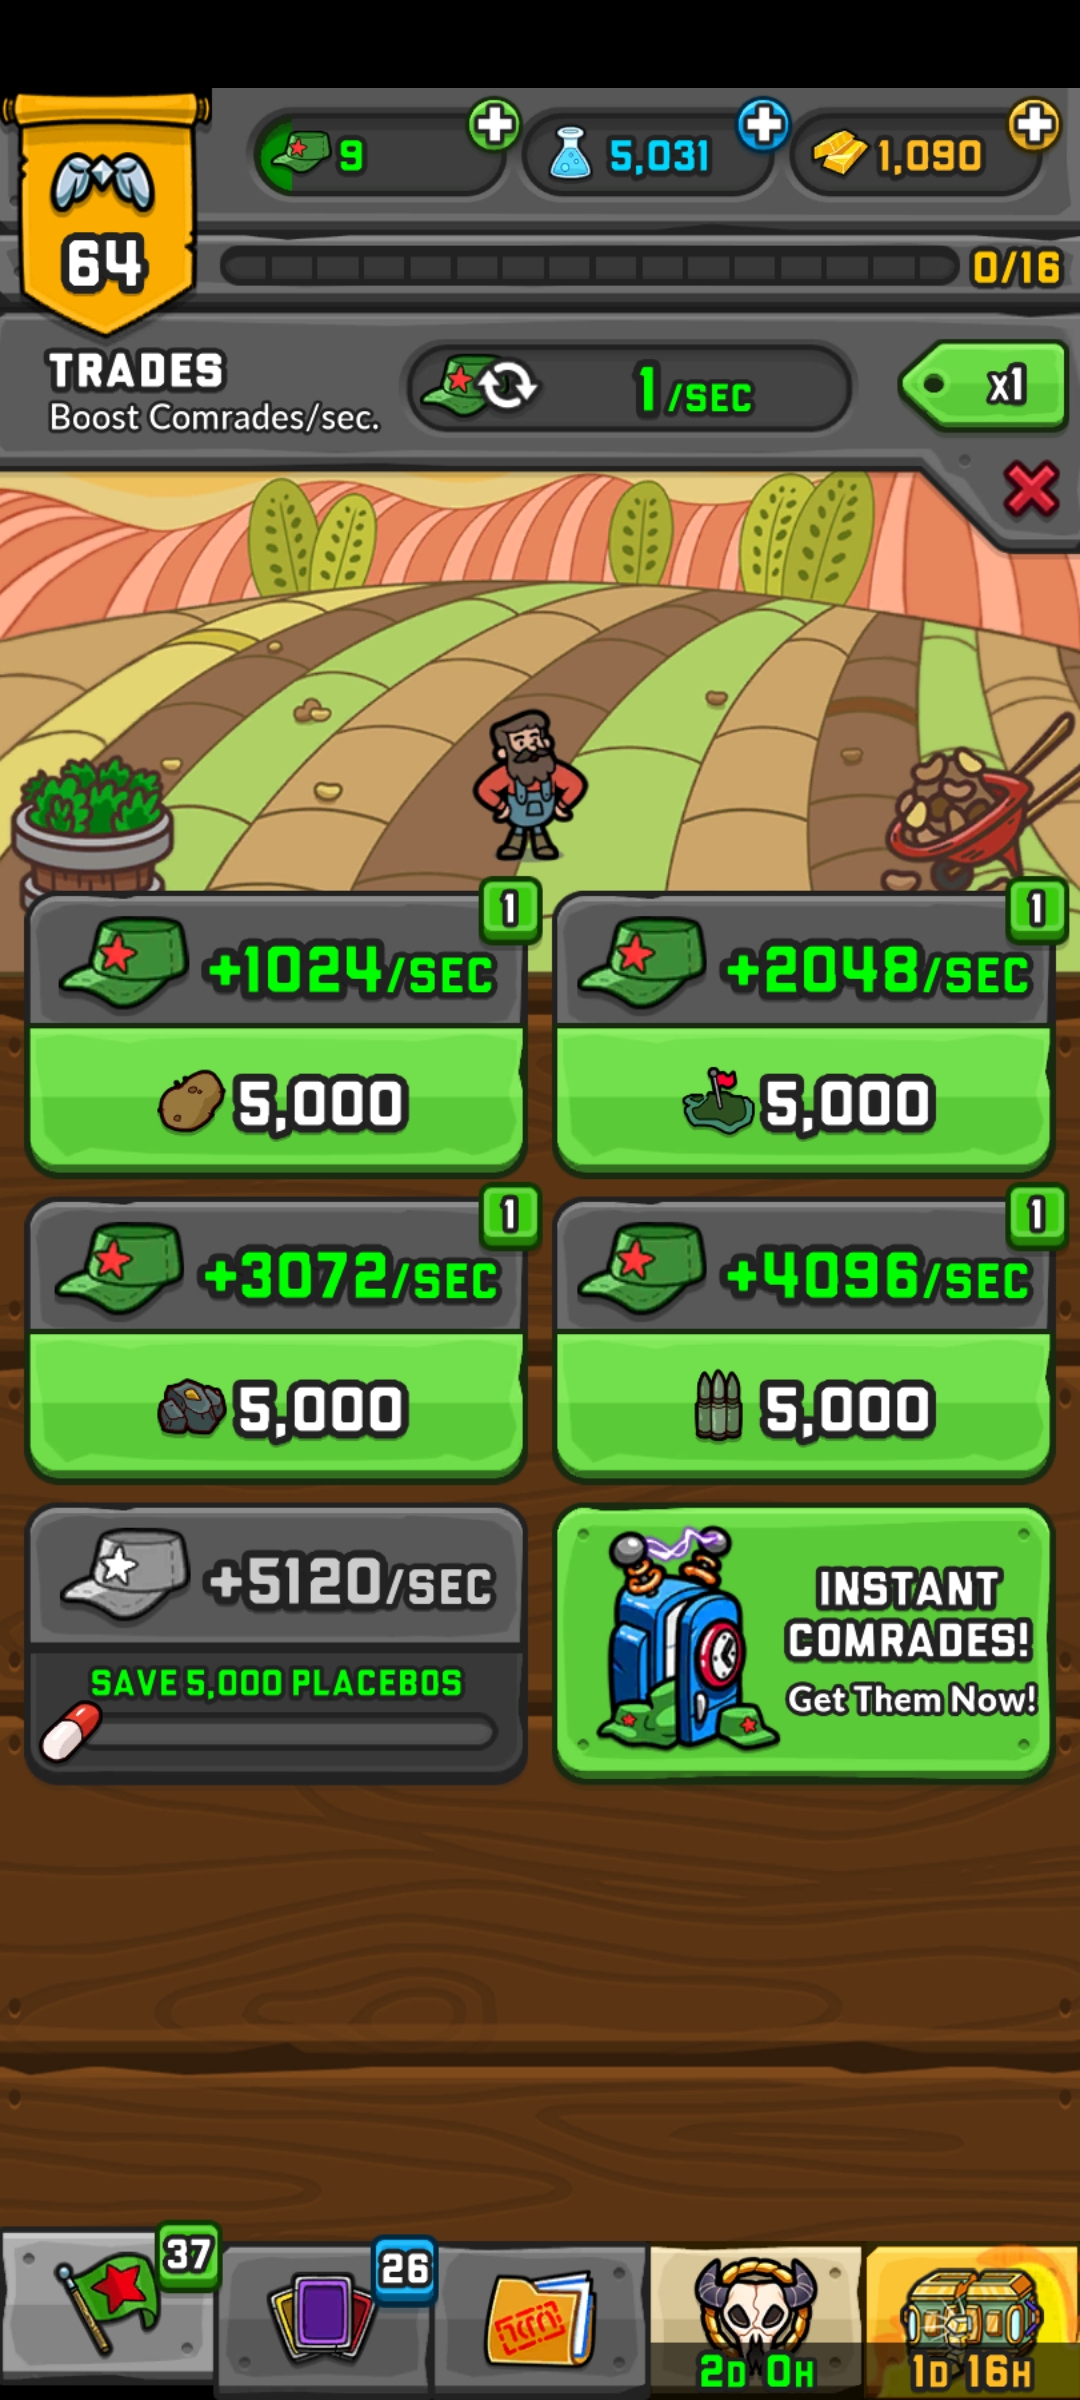 9
5,031
1,090
64
0/16
TRADES
Boost Comrades/sec.
1/SEC
x1
1
+1024/SEC
5,000
1
+2048/SEC
5,000
1
+3072/SEC
5,000
1
+4096/SEC
5,000
+5120/SEC
SAVE 5,000 PLACEBOS
INSTANT
COMRADES!
Get Them Now!
37
26
2D 0H
1D 16H